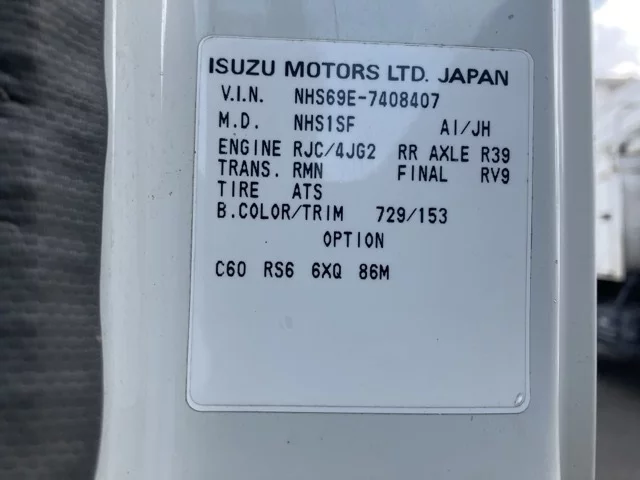 ISUZU MOTORS LTD. JAPAN
V.I.N. NHS69E-7408407
M.D. NHS1SF AI/JH
ENGINE RJC/4JG2 RR AXLE R39
TRANS. RMN FINAL RV9
TIRE ATS
B.COLOR/TRIM 729/153
OPTION
C60 RS6 6XQ 86M